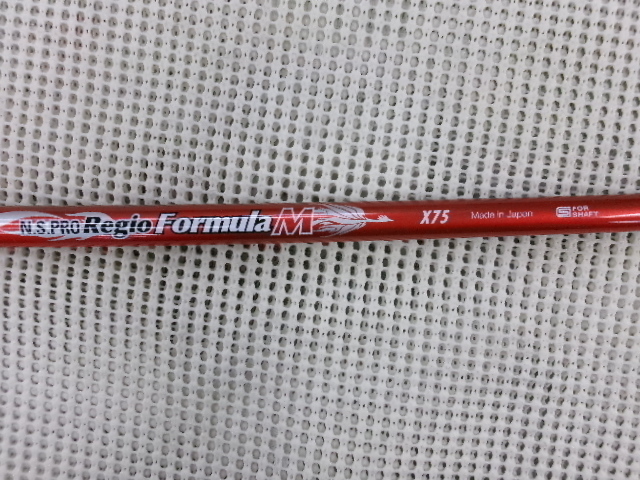 N.S.PRO Regio Formula M X75 Made in Japan S FOR SHAFT